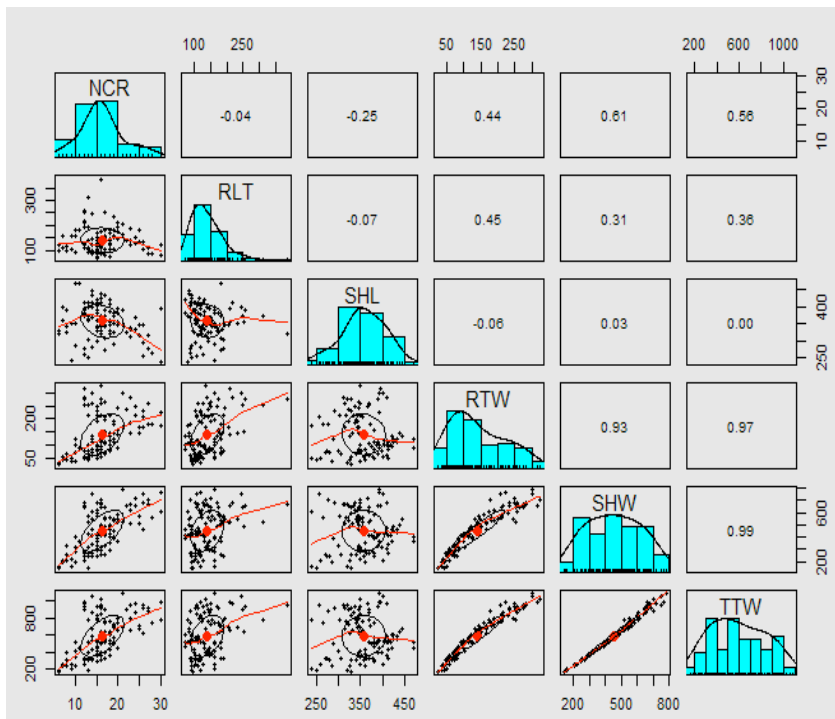 100 250 50 150 250 200 600 1000
NCR -0.04 -0.25 0.44 0.61 0.56 10 20 30
100 300 RLT -0.07 0.45 0.31 0.36
SHL -0.06 0.03 0.00 250 400
50 200 RTW 0.93 0.97
SHW 0.99 200 600
200 800 TTW
10 20 30 250 350 450 200 500 800